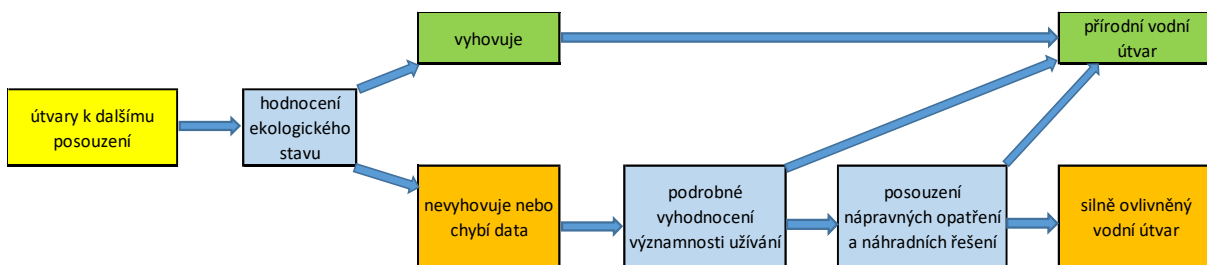 vyhovuje
přírodní vodní
útvar
útvary k dalšímu
posouzení
hodnocení
ekologického
stavu
nevyhovuje nebo
chybí data
podrobné
vyhodnocení
významnosti užívání
posouzení
nápravných opatření
a náhradních řešení
silně ovlivněný
vodní útvar